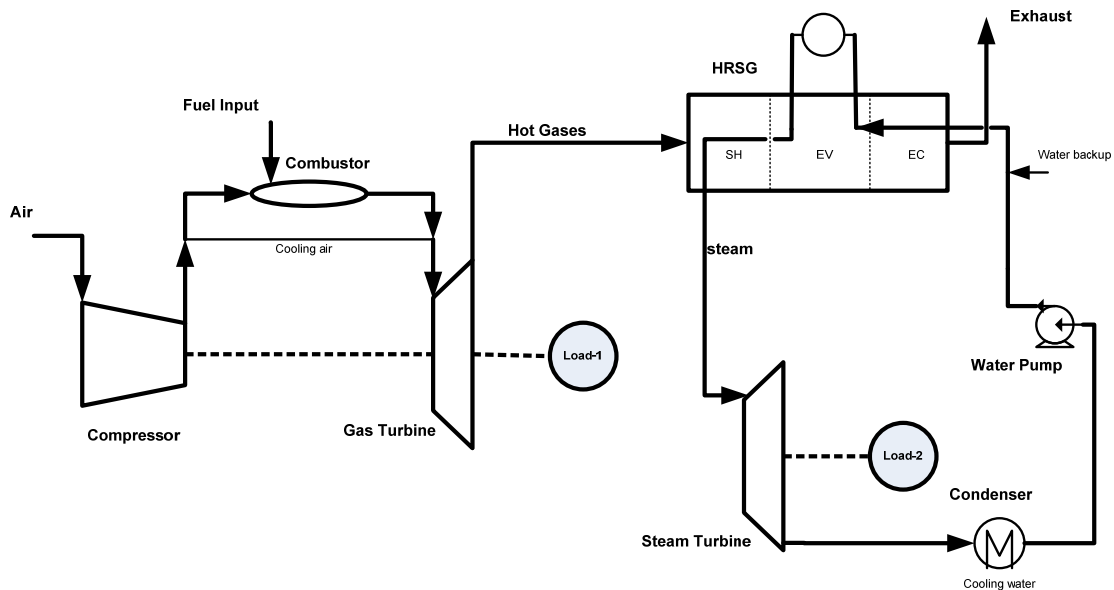 Exhaust
HRSG
Fuel Input
Hot Gases
Combustor
SH
EV
EC
Water backup
Air
Cooling air
steam
Load-1
Water Pump
Gas Turbine
Compressor
Load-2
Condenser
Steam Turbine
Cooling water